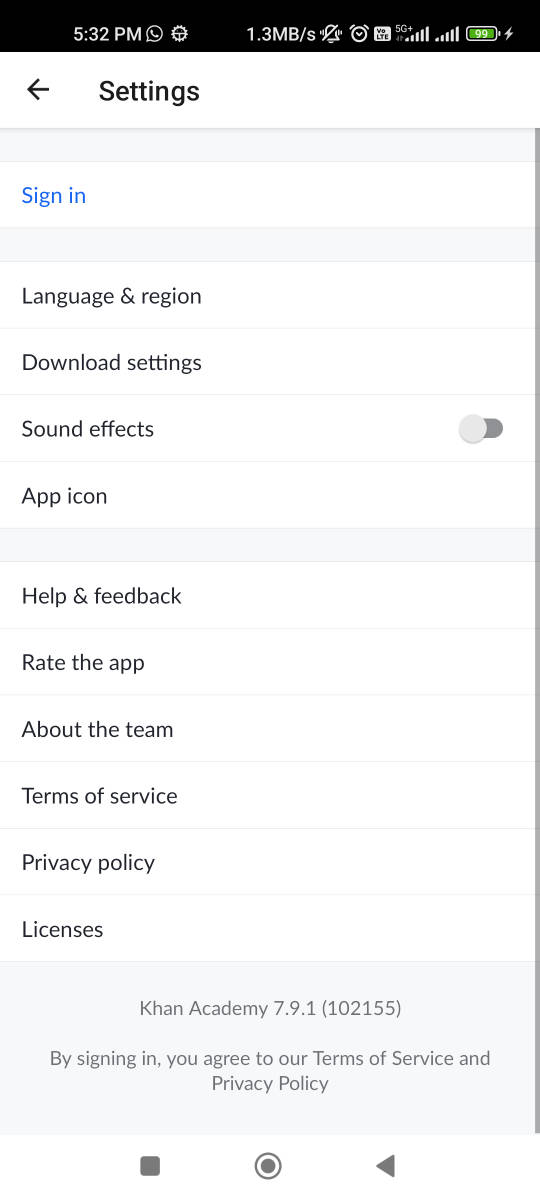 5:32 PM 1.3MB/s Vo LTE 5G+ 99
Settings
Sign in
Language & region
Download settings
Sound effects
App icon
Help & feedback
Rate the app
About the team
Terms of service
Privacy policy
Licenses
Khan Academy 7.9.1 (102155)
By signing in, you agree to our Terms of Service and
Privacy Policy